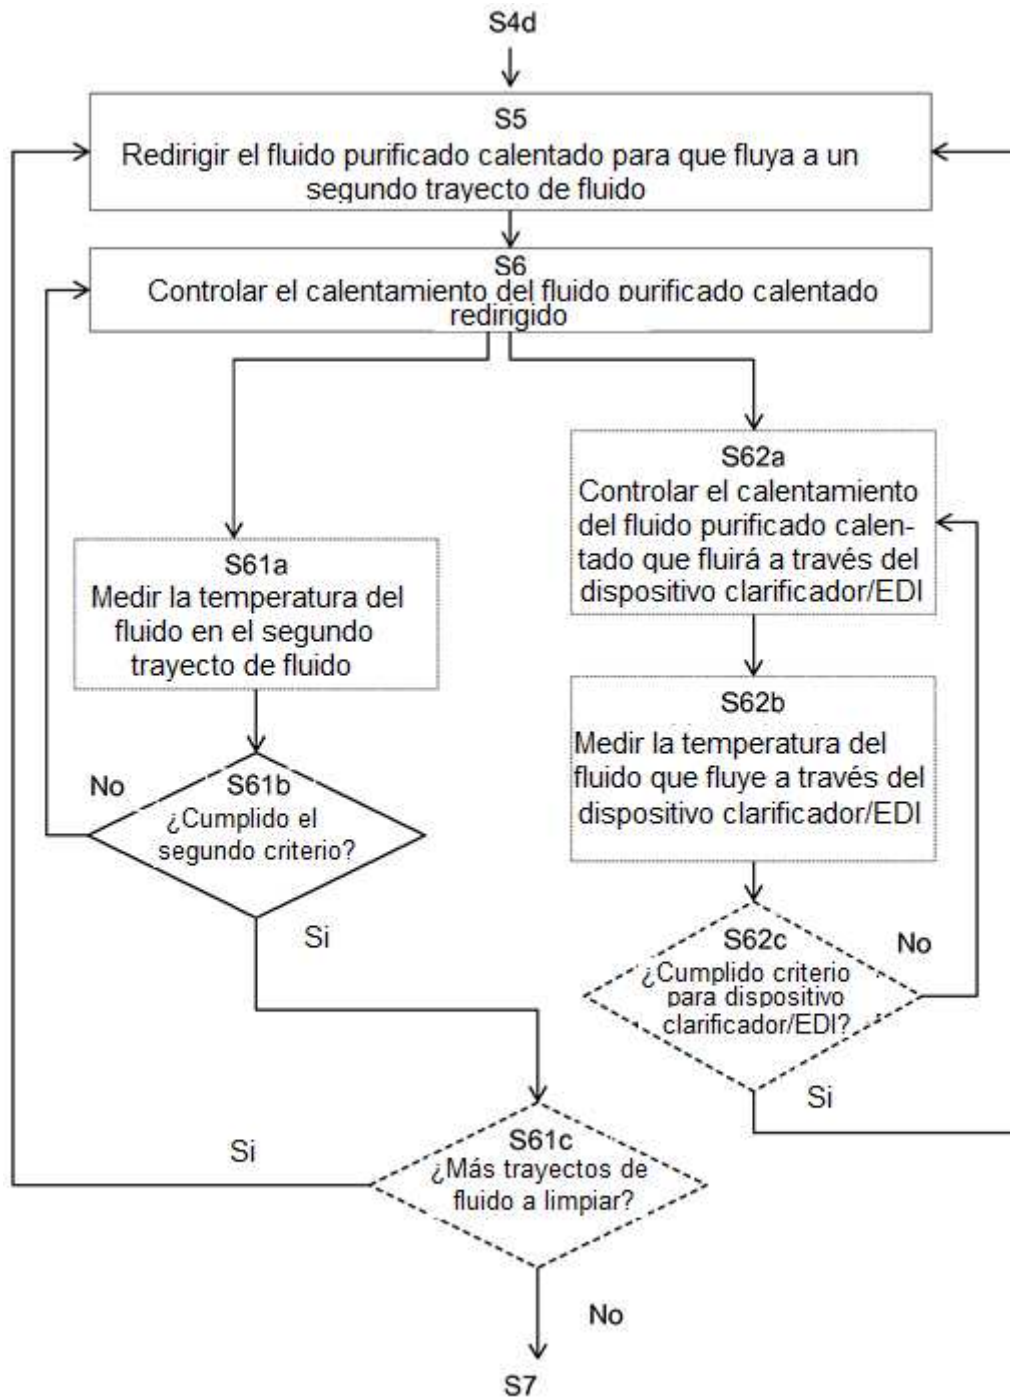 S4d
S5
Redirigir el fluido purificado calentado para que fluya a un
segundo trayecto de fluido
S6
Controlar el calentamiento del fluido purificado calentado
redirigido
S62a
Controlar el calentamiento
del fluido purificado calen-
tado que fluirá a través del
dispositivo clarificador/EDI
S61a
Medir la temperatura del
fluido en el segundo
trayecto de fluido
S62b
Medir la temperatura del
fluido que fluye a través del
dispositivo clarificador/EDI
No
S61b
¿Cumplido el
segundo criterio?
Si
S62c
No
¿Cumplido criterio
para dispositivo
clarificador/EDI?
Si
S61c
Si
¿Más trayectos de
fluido a limpiar?
No
S7